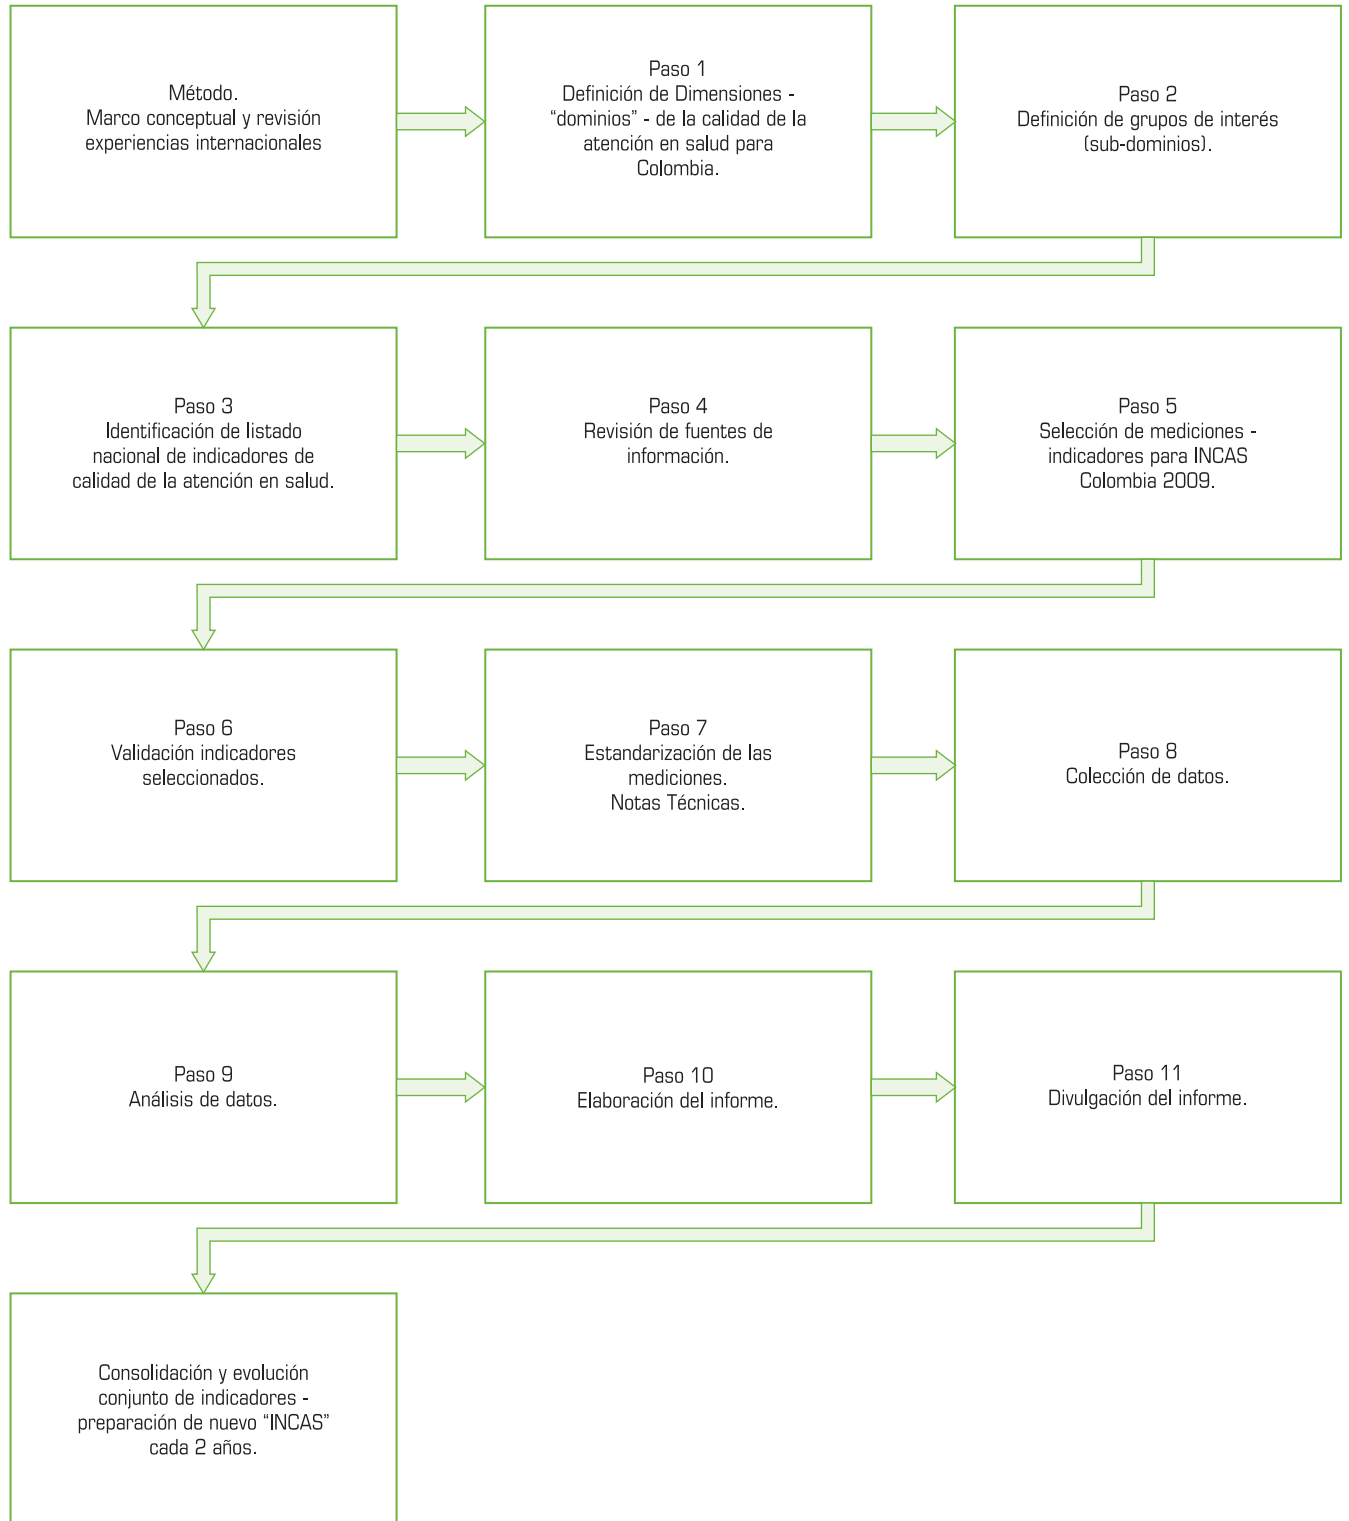 Método.
Marco conceptual y revisión
experiencias internacionales
Paso 1
Definición de Dimensiones -
“dominios” - de la calidad de la
atención en salud para
Colombia.
Paso 2
Definición de grupos de interés
(sub-dominios).
Paso 3
Identificación de listado
nacional de indicadores de
calidad de la atención en salud.
Paso 4
Revisión de fuentes de
información.
Paso 5
Selección de mediciones -
indicadores para INCAS
Colombia 2009.
Paso 6
Validación indicadores
seleccionados.
Paso 7
Estandarización de las
mediciones.
Notas Técnicas.
Paso 8
Colección de datos.
Paso 9
Análisis de datos.
Paso 10
Elaboración del informe.
Paso 11
Divulgación del informe.
Consolidación y evolución
conjunto de indicadores -
preparación de nuevo “INCAS”
cada 2 años.